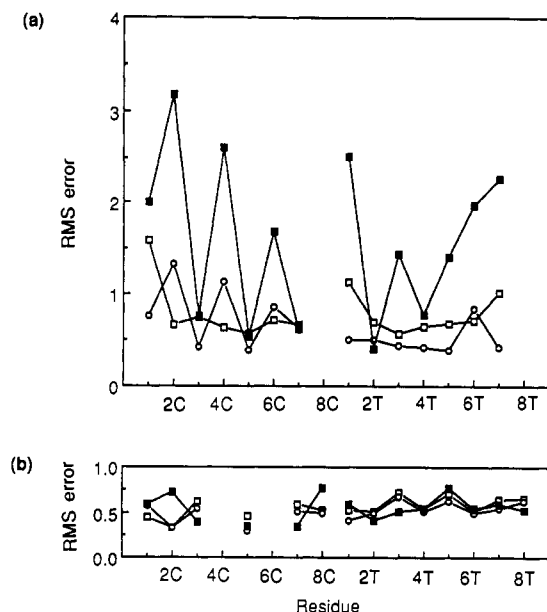 (a)
4
3
2
1
0
RMS error
2C 4C 6C 8C 2T 4T 6T 8T
(b)
1.0
0.5
0.0
RMS error
2C 4C 6C 8C 2T 4T 6T 8T
Residue